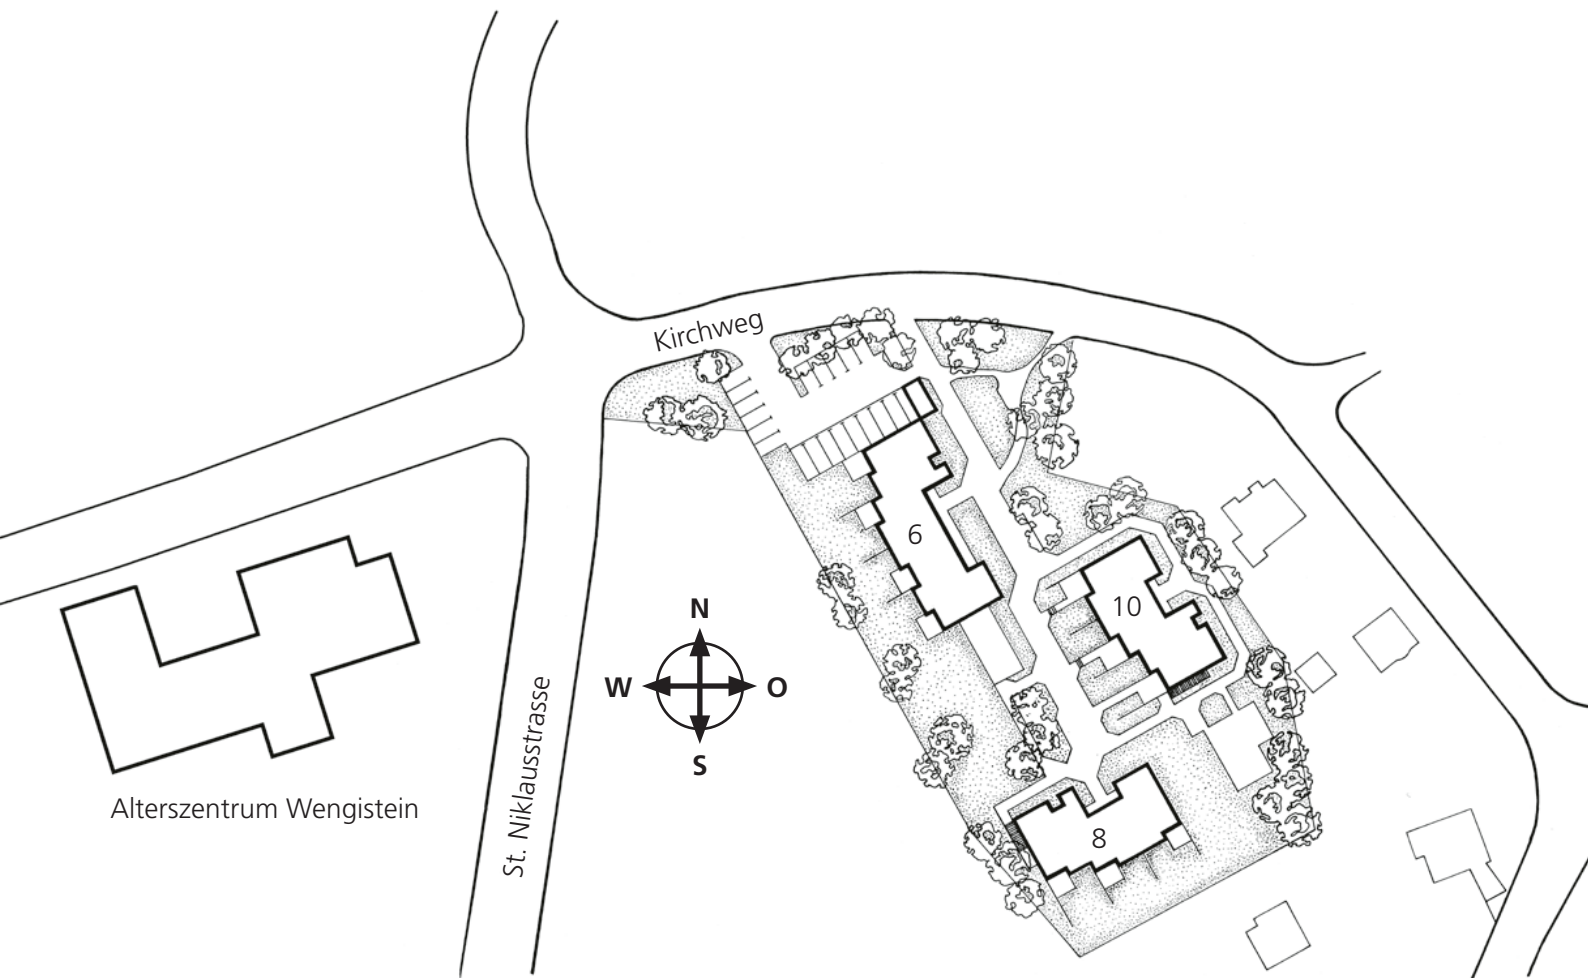 Kirchweg
6
10
N
W O
S
St. Niklausstrasse
Alterszentrum Wengistein
8